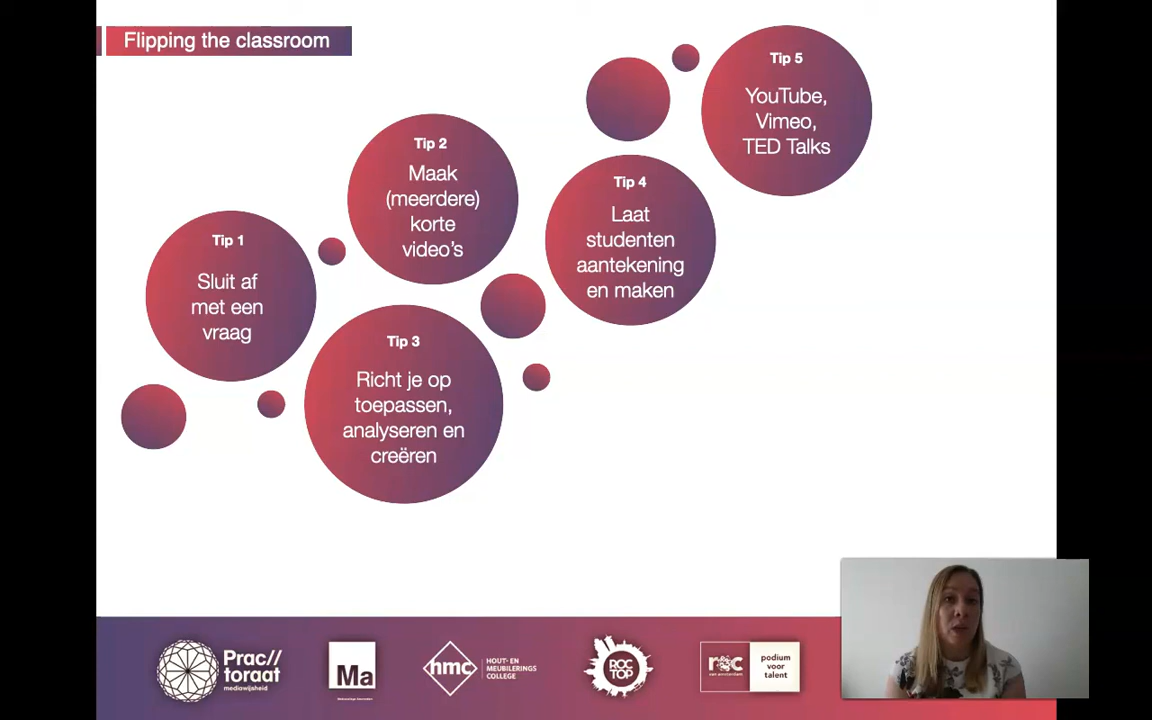 Flipping the classroom
Tip 1
Sluit af
met een
vraag
Tip 2
Maak
(meerdere)
korte
video's
Tip 3
Richt je op
toepassen,
analyseren en
creëren
Tip 4
Laat
studenten
aantekening
en maken
Tip 5
YouTube,
Vimeo,
TED Talks
Prac//
toraat
mediawijsheid
Ma
hmc
HOUT- EN
MEUBILERINGS
COLLEGE
ROC
TOP
roc
van amsterdam
podium
voor
talent